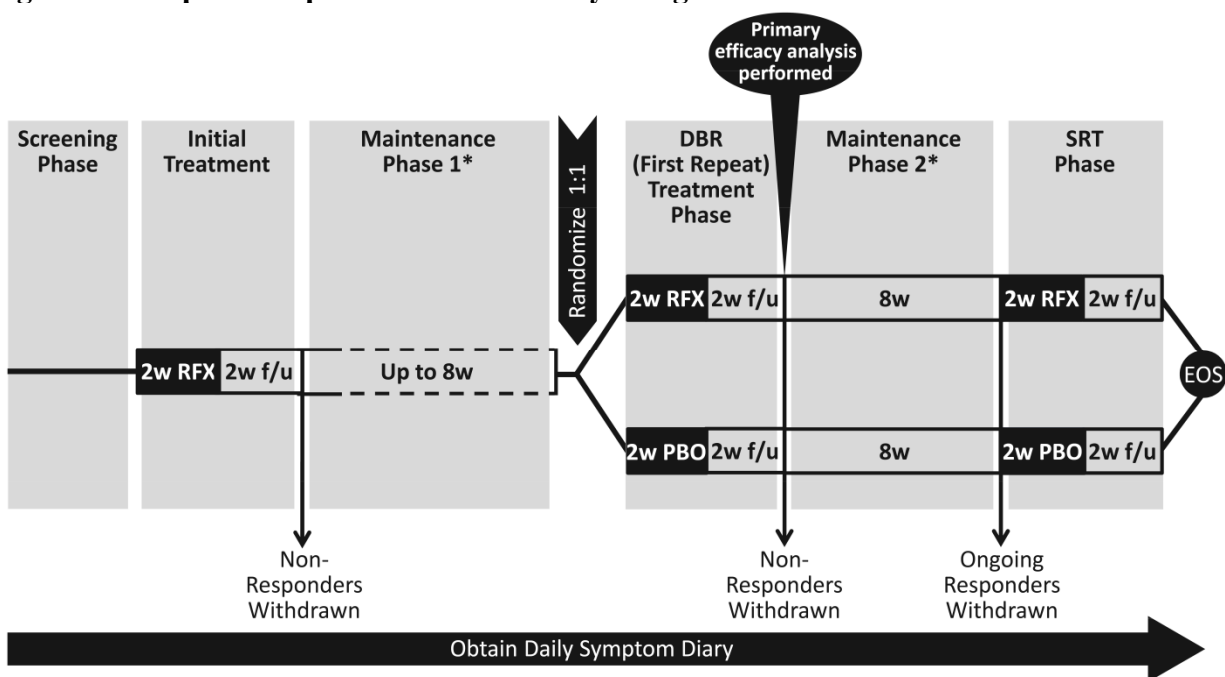 Primary
efficacy analysis
performed
Screening
Phase
Initial
Treatment
Maintenance
Phase 1*
Randomize 1:1
DBR
(First Repeat)
Treatment
Phase
Maintenance
Phase 2*
SRT
Phase
2w RFX
2w f/u
8w
2w RFX
2w f/u
2w RFX
2w f/u
Up to 8w
EOS
2w PBO
2w f/u
8w
2w PBO
2w f/u
Non-
Responders
Withdrawn
Non-
Responders
Withdrawn
Ongoing
Responders
Withdrawn
Obtain Daily Symptom Diary